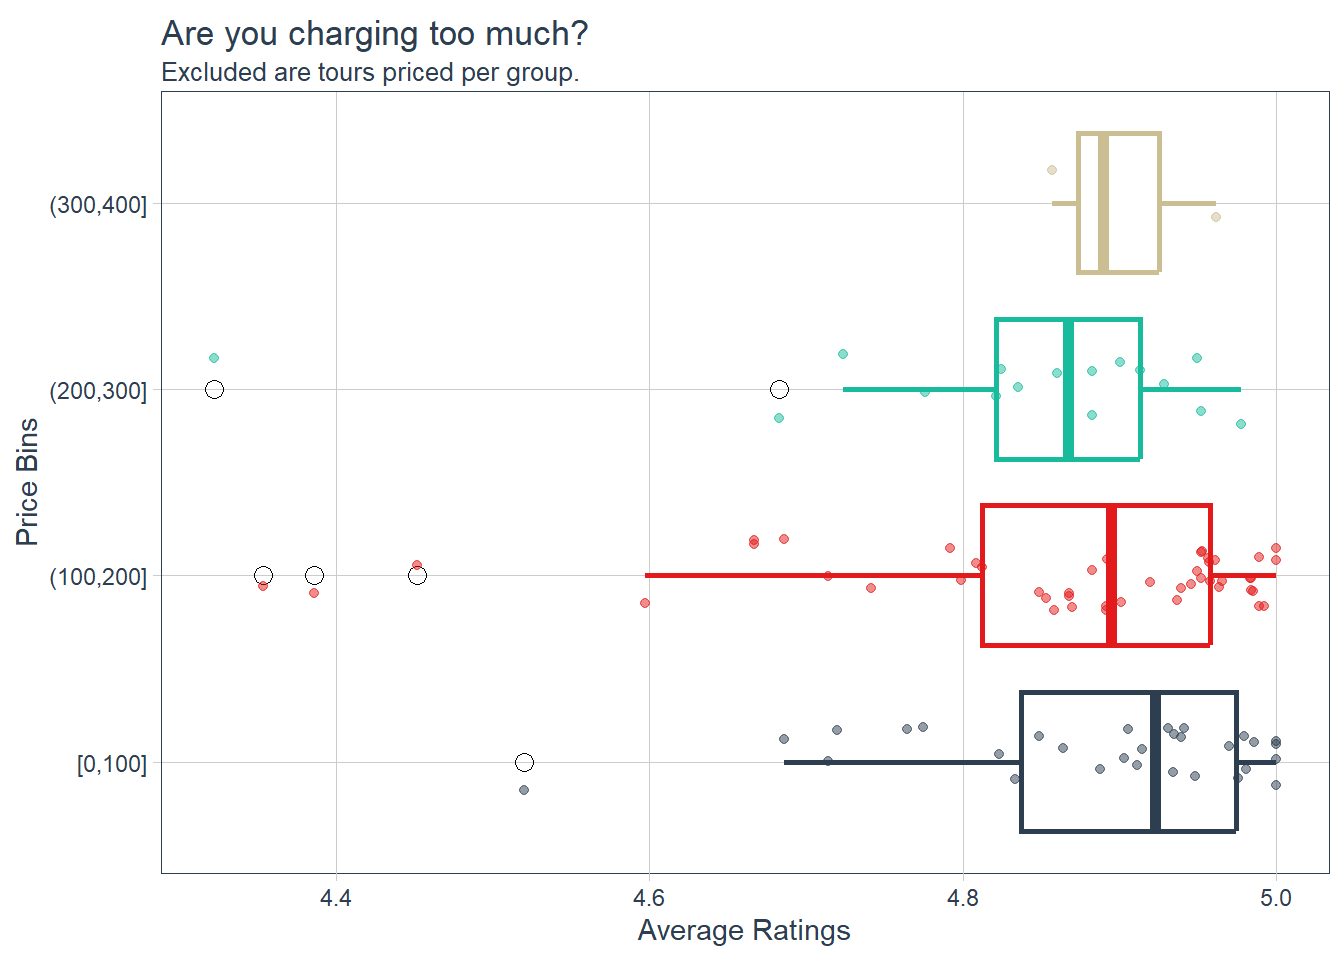 Are you charging too much?
Excluded are tours priced per group.
(300,400]
(200,300]
(100,200]
[0,100]
Price Bins
4.4
4.6
4.8
5.0
Average Ratings